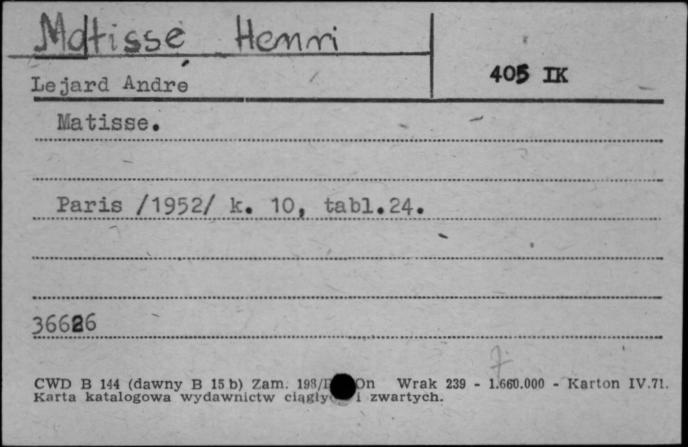 Matisse Henri
405 IK
Lejard Andre
Matisse.
Paris /1952/ k. 10, tabl.24.
36626
7
CWD B 144 (dawny B 15 b) Zam. On Wrak 239 - 1.660.000 - Karton IV.71.
Karta katalogowa wydawnictw i zwartych.